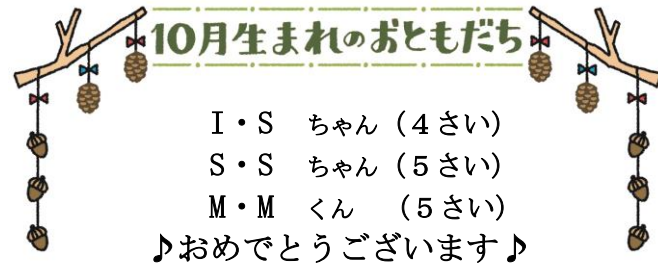 10月生まれのおともだち
I・S　ちゃん（４さい）
S・S　ちゃん（５さい）
M・M　くん　（５さい）
♪おめでとうございます♪